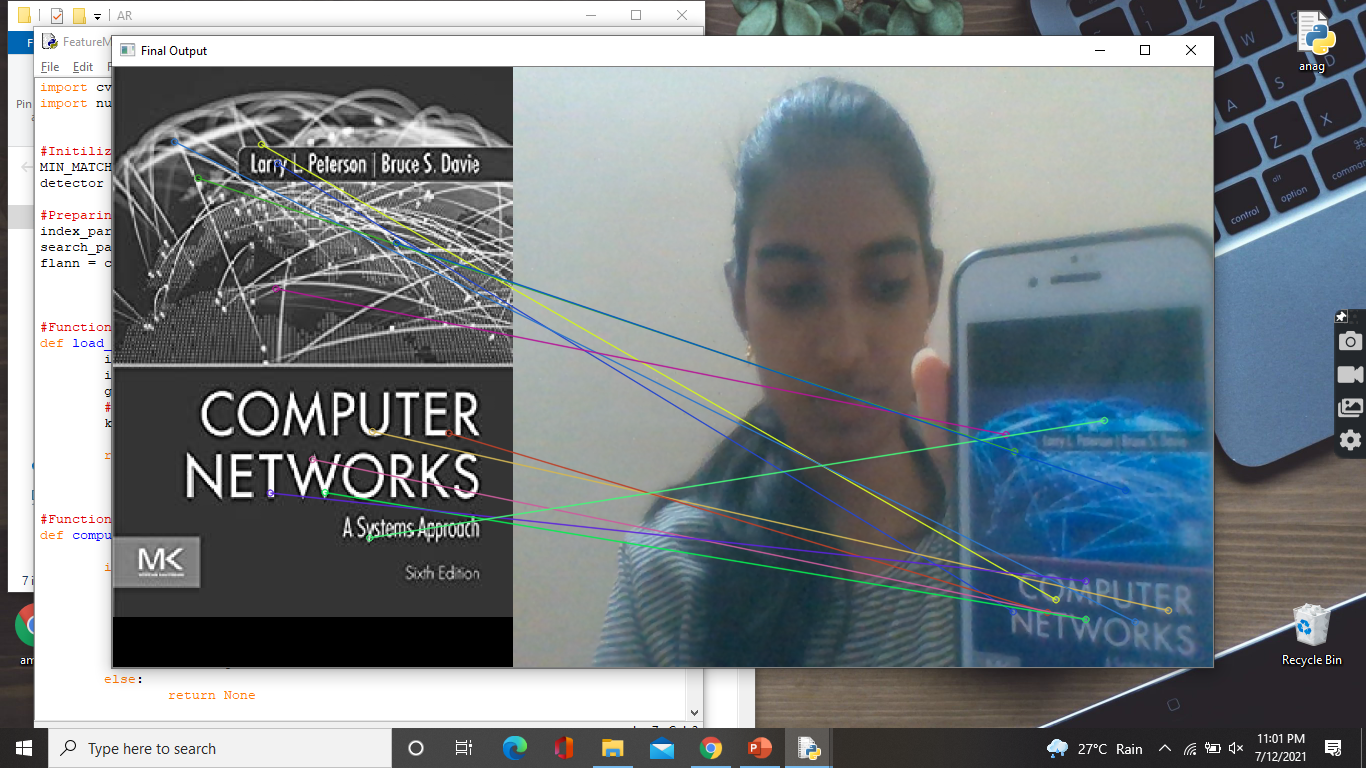 AR
FeatureM
File Edit F
Pin
import cv
import nu
#Initiliz
MIN_MATCH
detector
#Preparin
index_par
search_pa
flann = c
#Function
def load_
i
i
g
#
k
r
#Function
def compu
i
else:
return None
Final Output
Larry L. Peterson | Bruce S. Davie
COMPUTER
NETWORKS
A Systems Approach
MK
Sixth Edition
Larry L. Peterson | Bruce S. Davie
COMPUTER
NETWORKS
anag
W
E
A
S
D
Z
X
control
alt
option
command
Recycle Bin
am
Type here to search
27°C Rain
11:01 PM
7/12/2021